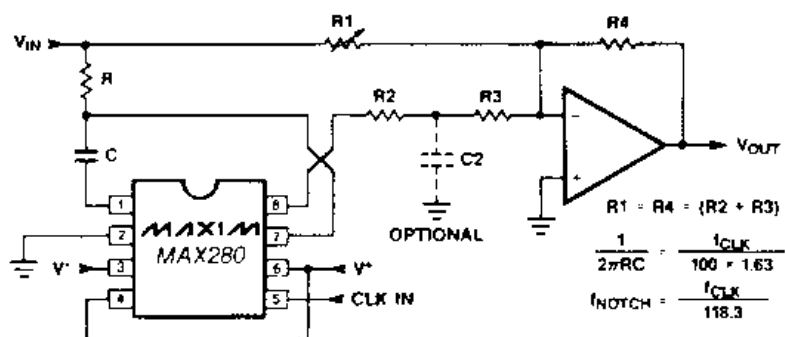 R1
R4
VIN
R
R2
R3
C
C2
−
+
VOUT
1
2
3
4
8
7
6
5
MAXIM
MAX280
OPTIONAL
V-
V+
CLK IN
R1 = R4 = (R2 + R3)
1 / 2πRC = fCLK / 100 × 1.63
fNOTCH = fCLK / 118.3